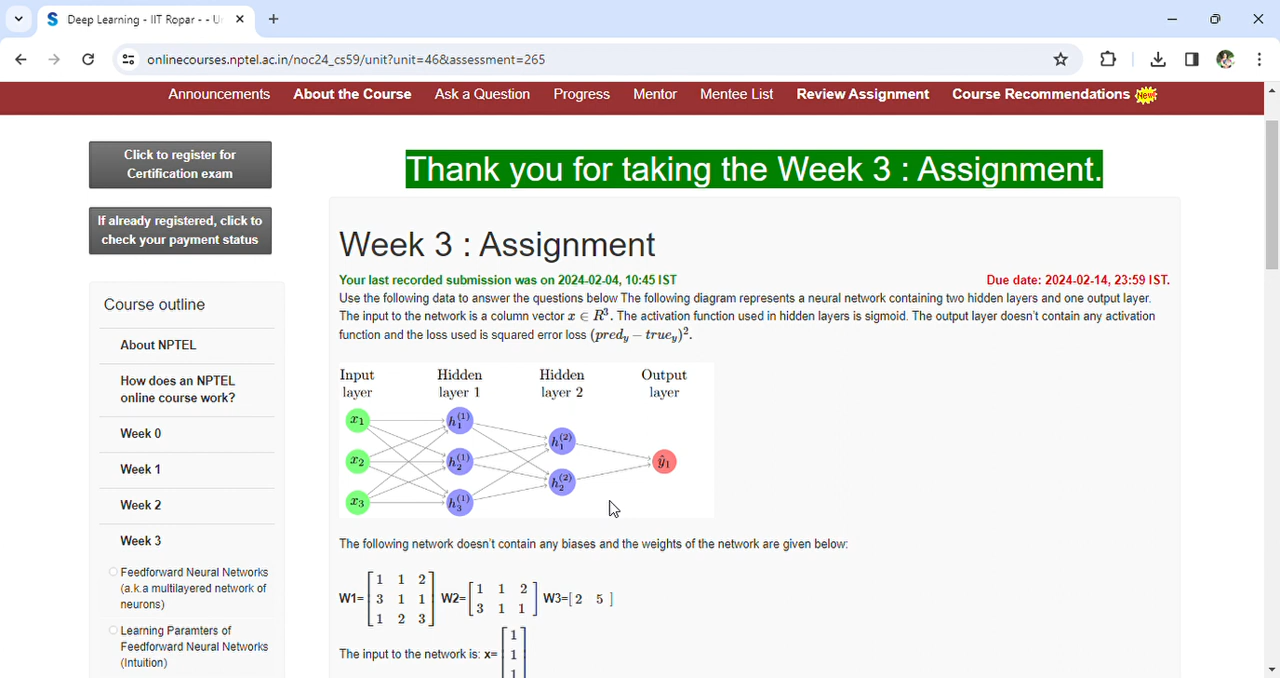 Deep Learning - IIT Ropar - - U
onlinecourses.nptel.ac.in/noc24_cs59/unit?unit=46&assessment=265
Announcements About the Course Ask a Question Progress Mentor Mentee List Review Assignment Course Recommendations New
Click to register for
Certification exam
If already registered, click to
check your payment status
Course outline
About NPTEL
How does an NPTEL
online course work?
Week 0
Week 1
Week 2
Week 3
Feedforward Neural Networks
(a.k.a multilayered network of
neurons)
Learning Paramters of
Feedforward Neural Networks
(Intuition)
Thank you for taking the Week 3 : Assignment.
Week 3 : Assignment
Your last recorded submission was on 2024-02-04, 10:45 IST Due date: 2024-02-14, 23:59 IST.
Use the following data to answer the questions below The following diagram represents a neural network containing two hidden layers and one output layer.
The input to the network is a column vector x ∈ R³. The activation function used in hidden layers is sigmoid. The output layer doesn't contain any activation
function and the loss used is squared error loss (pred_y − true_y)².
Input Hidden Hidden Output
layer layer 1 layer 2 layer
x₁ h₁⁽¹⁾
h₁⁽²⁾
x₂ h₂⁽¹⁾ ŷ₁
h₂⁽²⁾
x₃ h₃⁽¹⁾
The following network doesn't contain any biases and the weights of the network are given below:
1 1 2
W1= 3 1 1
1 2 3
W2= 1 1 2
3 1 1
W3=[ 2 5 ]
The input to the network is: x= 1
1
1